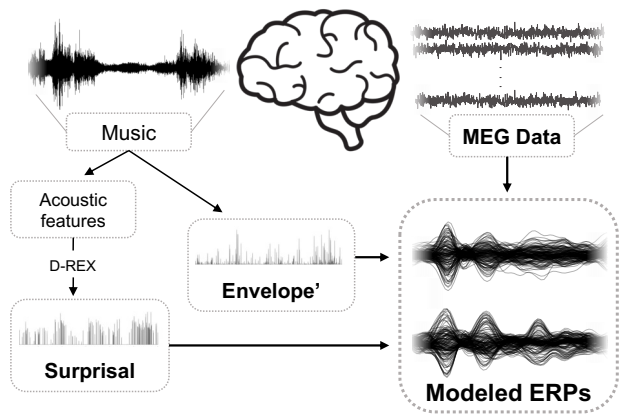 Music
MEG Data
Acoustic
features
D-REX
Envelope’
Surprisal
Modeled ERPs